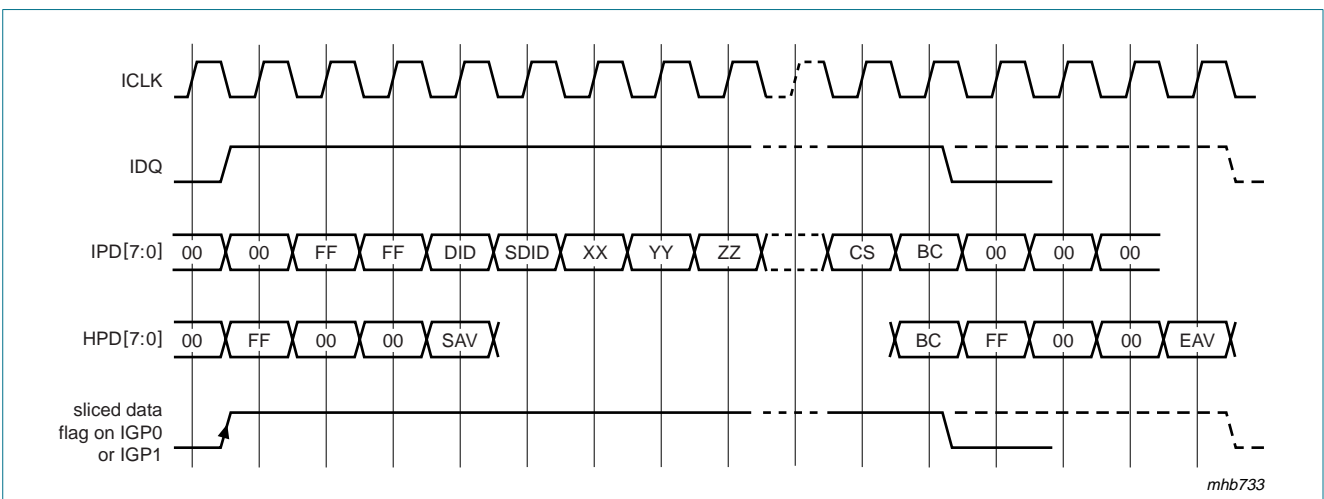 ICLK
IDQ
IPD[7:0] 00 00 FF FF DID SDID XX YY ZZ CS BC 00 00 00
HPD[7:0] 00 FF 00 00 SAV BC FF 00 00 EAV
sliced data
flag on IGP0
or IGP1
mhb733